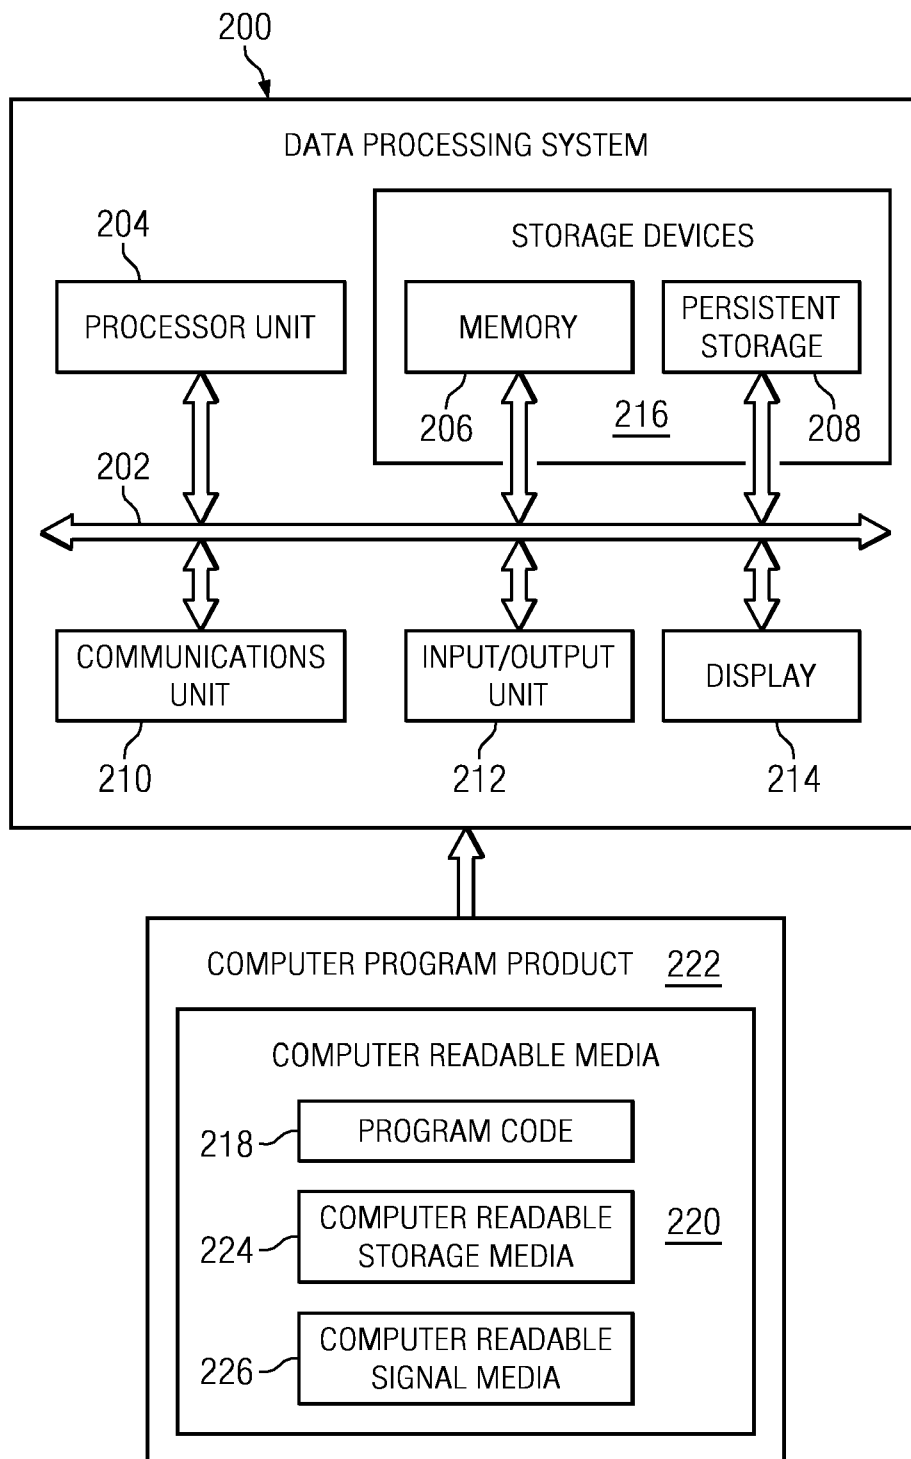 200
DATA PROCESSING SYSTEM
204
STORAGE DEVICES
PROCESSOR UNIT
MEMORY
PERSISTENT
STORAGE
206
216
208
202
COMMUNICATIONS
UNIT
INPUT/OUTPUT
UNIT
DISPLAY
210
212
214
COMPUTER PROGRAM PRODUCT 222
COMPUTER READABLE MEDIA
218
PROGRAM CODE
224
COMPUTER READABLE
STORAGE MEDIA
220
226
COMPUTER READABLE
SIGNAL MEDIA